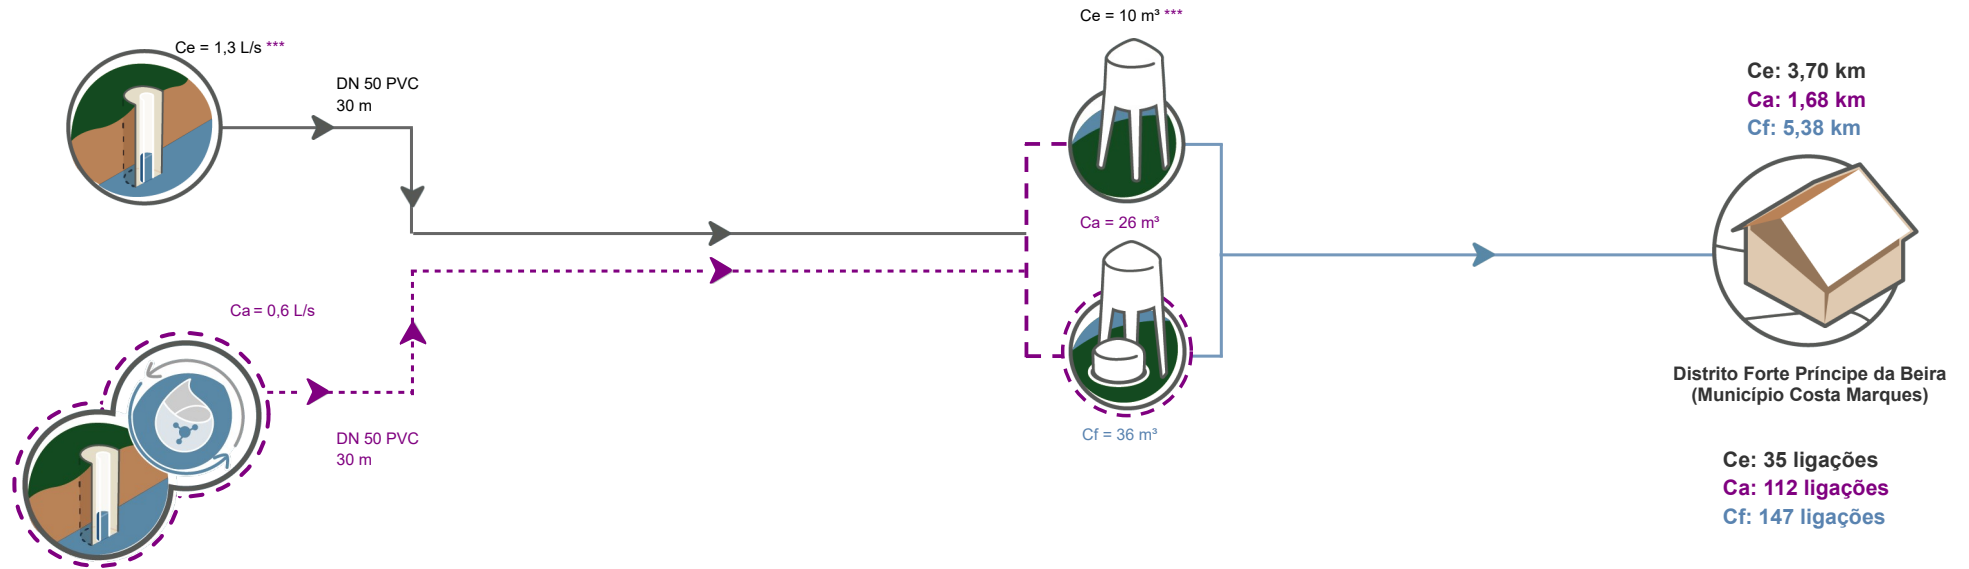 Ce = 10 m³ ***
Ce = 1,3 L/s ***
DN 50 PVC
30 m
Ce: 3,70 km
Ca: 1,68 km
Cf: 5,38 km
Ca = 26 m³
Ca = 0,6 L/s
Distrito Forte Príncipe da Beira
(Município Costa Marques)
DN 50 PVC
30 m
Cf = 36 m³
Ce: 35 ligações
Ca: 112 ligações
Cf: 147 ligações